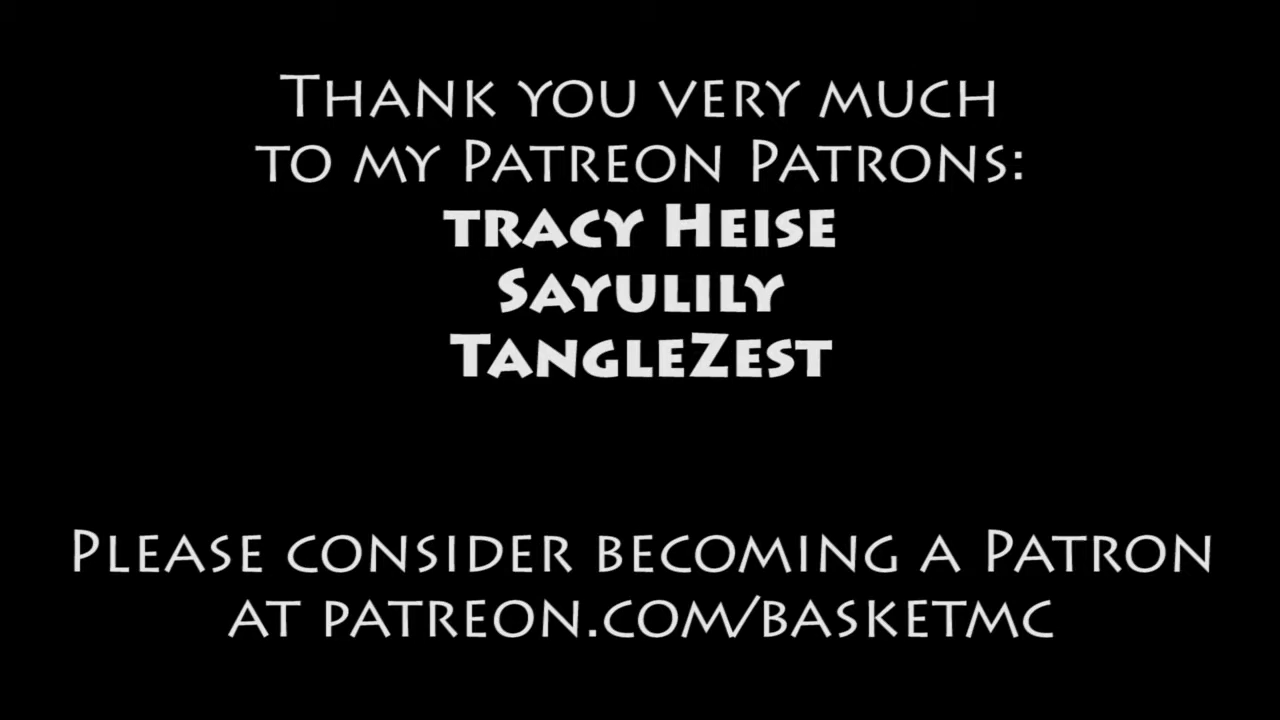 Thank you very much
to my Patreon Patrons:
tracy Heise
Sayulily
TangleZest
Please consider becoming a Patron
at patreon.com/basketmc